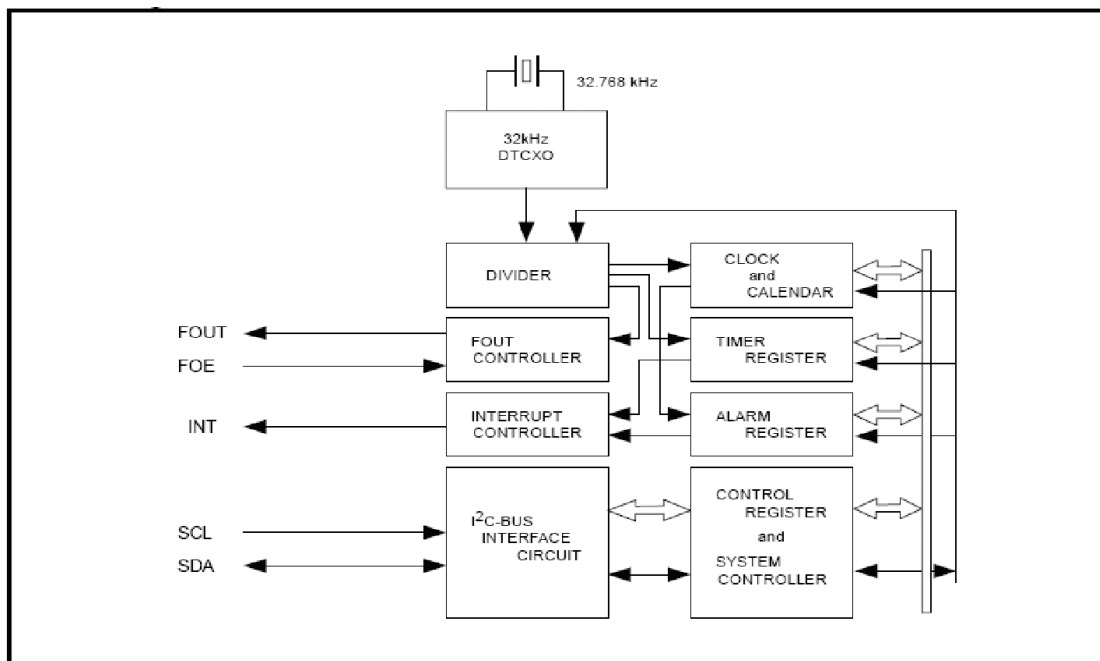 32.768 kHz
32kHz
DTCXO
DIVIDER
CLOCK
and
CALENDAR
FOUT
FOE
FOUT
CONTROLLER
TIMER
REGISTER
INT
INTERRUPT
CONTROLLER
ALARM
REGISTER
SCL
SDA
I²C-BUS
INTERFACE
CIRCUIT
CONTROL
REGISTER
and
SYSTEM
CONTROLLER